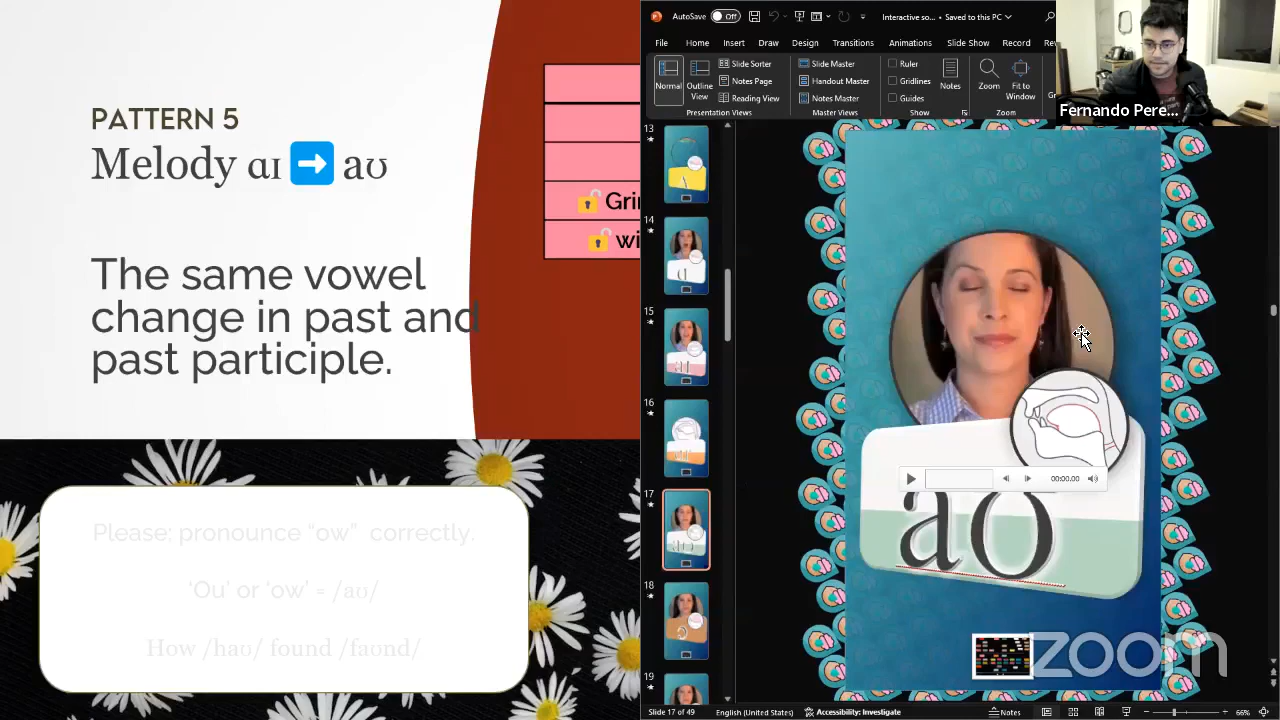 PATTERN 5
Melody ɑɪ ➡ aʊ
The same vowel
change in past and
past participle.
🔓 Grin
🔓 wi
Please: pronounce “ow” correctly.
‘Ou’ or ‘ow’ = /aʊ/
How /haʊ/ found /faʊnd/
AutoSave Off
Interactive so... • Saved to this PC
File Home Insert Draw Design Transitions Animations Slide Show Record Re
Normal
Outline View
Slide Sorter
Notes Page
Reading View
Presentation Views
Slide Master
Handout Master
Notes Master
Master Views
Ruler
Gridlines
Guides
Show
Notes
Zoom
Fit to Window
Zoom
Fernando Pere...
13
14
15
16
17
18
19
00:00.00
aʊ
zoom
Slide 17 of 49 English (United States) Accessibility: Investigate Notes 66%